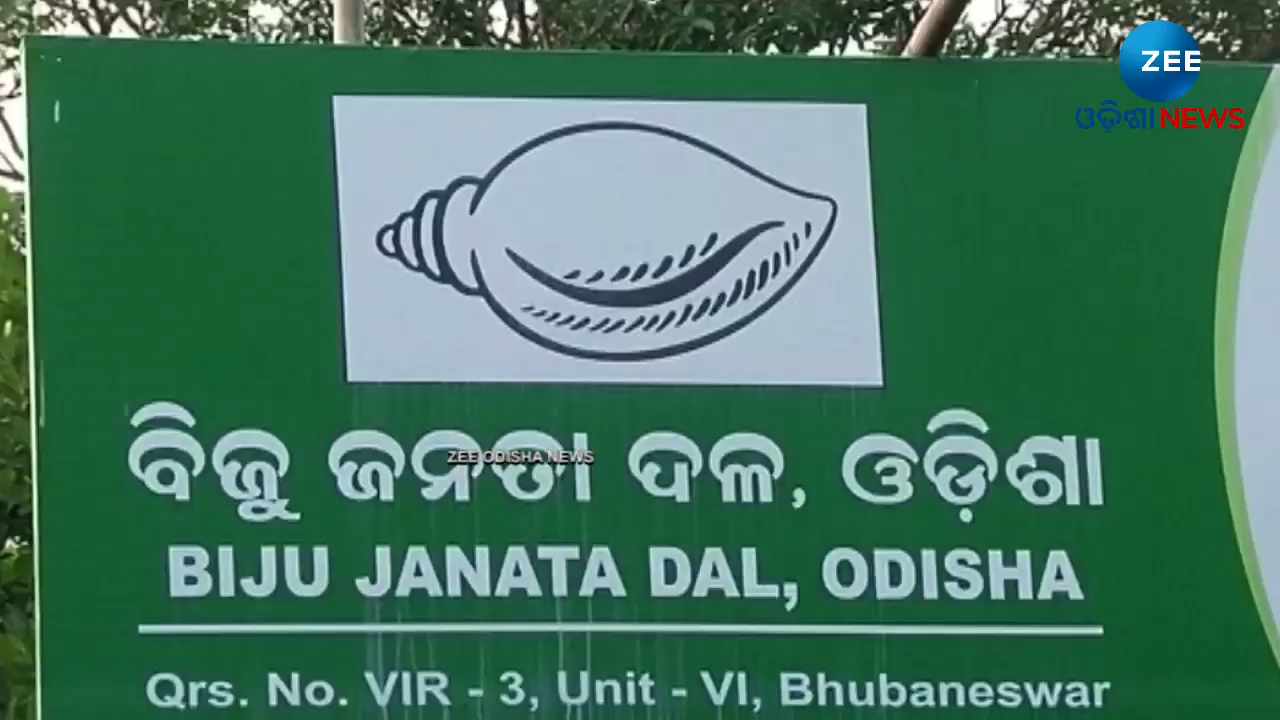 ZEE
ଓଡ଼ିଶା NEWS
ବିଜୁ ଜନତା ଦଳ, ଓଡ଼ିଶା
ZEE ODISHA NEWS
BIJU JANATA DAL, ODISHA
Qrs. No. VIR - 3, Unit - VI, Bhubaneswar